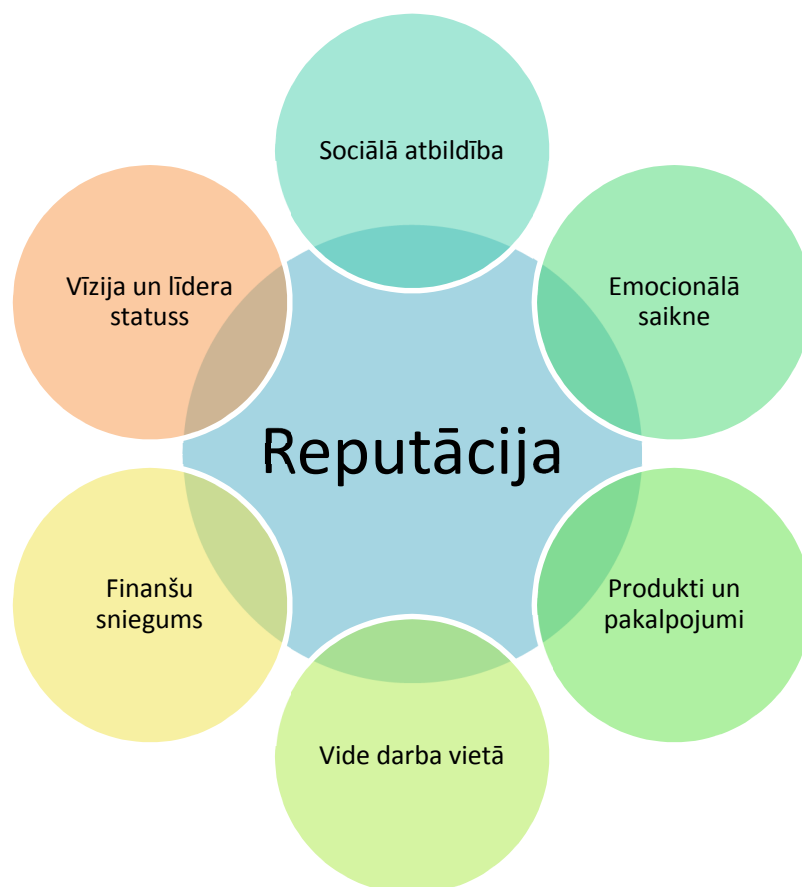 Sociālā atbildība
Emocionālā
saikne
Produkti un
pakalpojumi
Vide darba vietā
Finanšu
sniegums
Vīzija un līdera
statuss
Reputācija